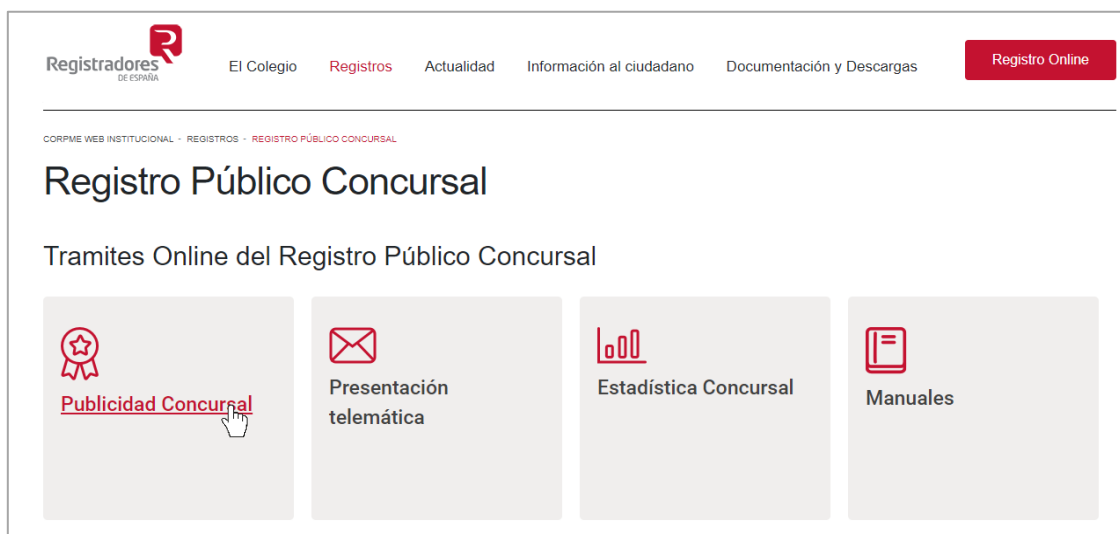 Registradores
DE ESPAÑA
El Colegio Registros Actualidad Información al ciudadano Documentación y Descargas Registro Online
CORPME WEB INSTITUCIONAL - REGISTROS - REGISTRO PÚBLICO CONCURSAL
Registro Público Concursal
Tramites Online del Registro Público Concursal
Publicidad Concursal
Presentación
telemática
Estadística Concursal
Manuales